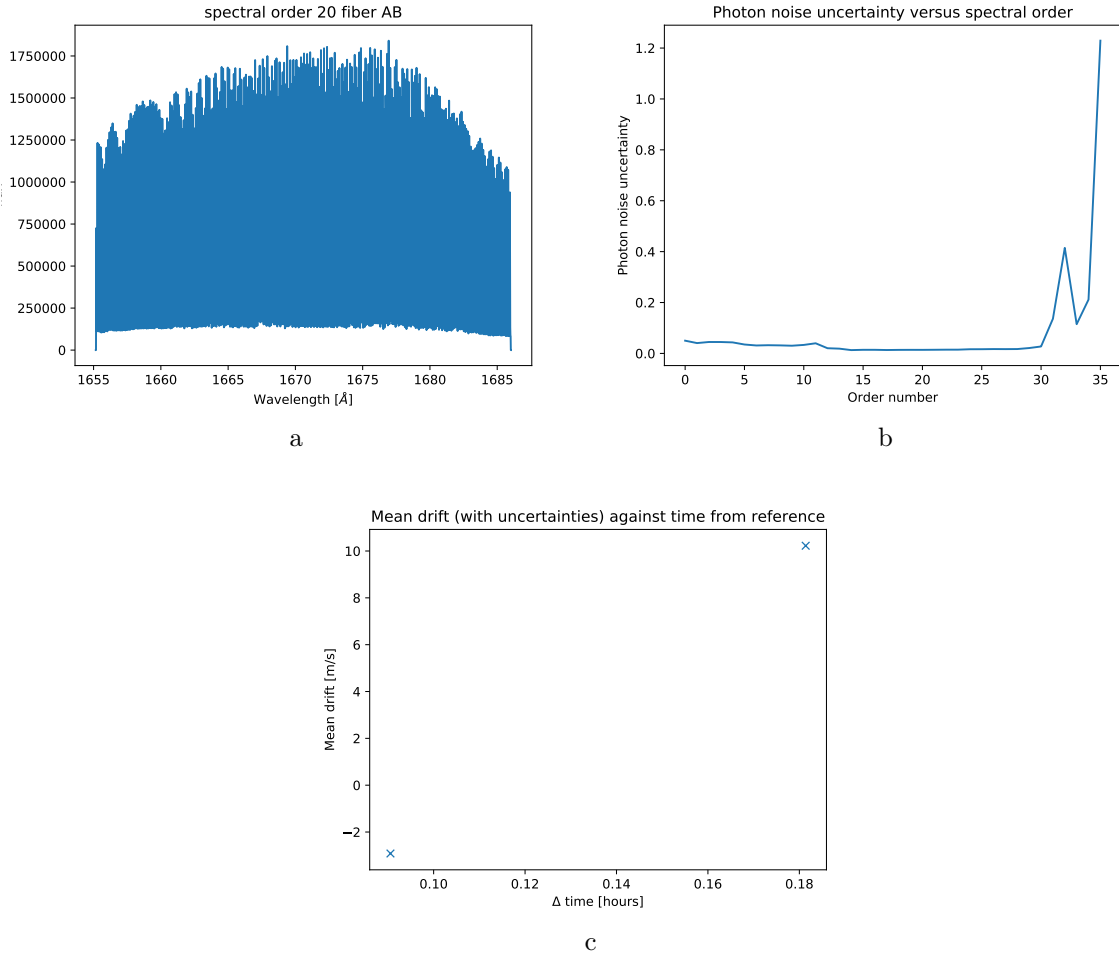 spectral order 20 fiber AB
1750000
1500000
1250000
1000000
750000
500000
250000
0
1655 1660 1665 1670 1675 1680 1685
Wavelength [Å]
a
Photon noise uncertainty versus spectral order
Photon noise uncertainty
1.2
1.0
0.8
0.6
0.4
0.2
0.0
0 5 10 15 20 25 30 35
Order number
b
Mean drift (with uncertainties) against time from reference
Mean drift [m/s]
10
8
6
4
2
0
−2
0.10 0.12 0.14 0.16 0.18
Δ time [hours]
c